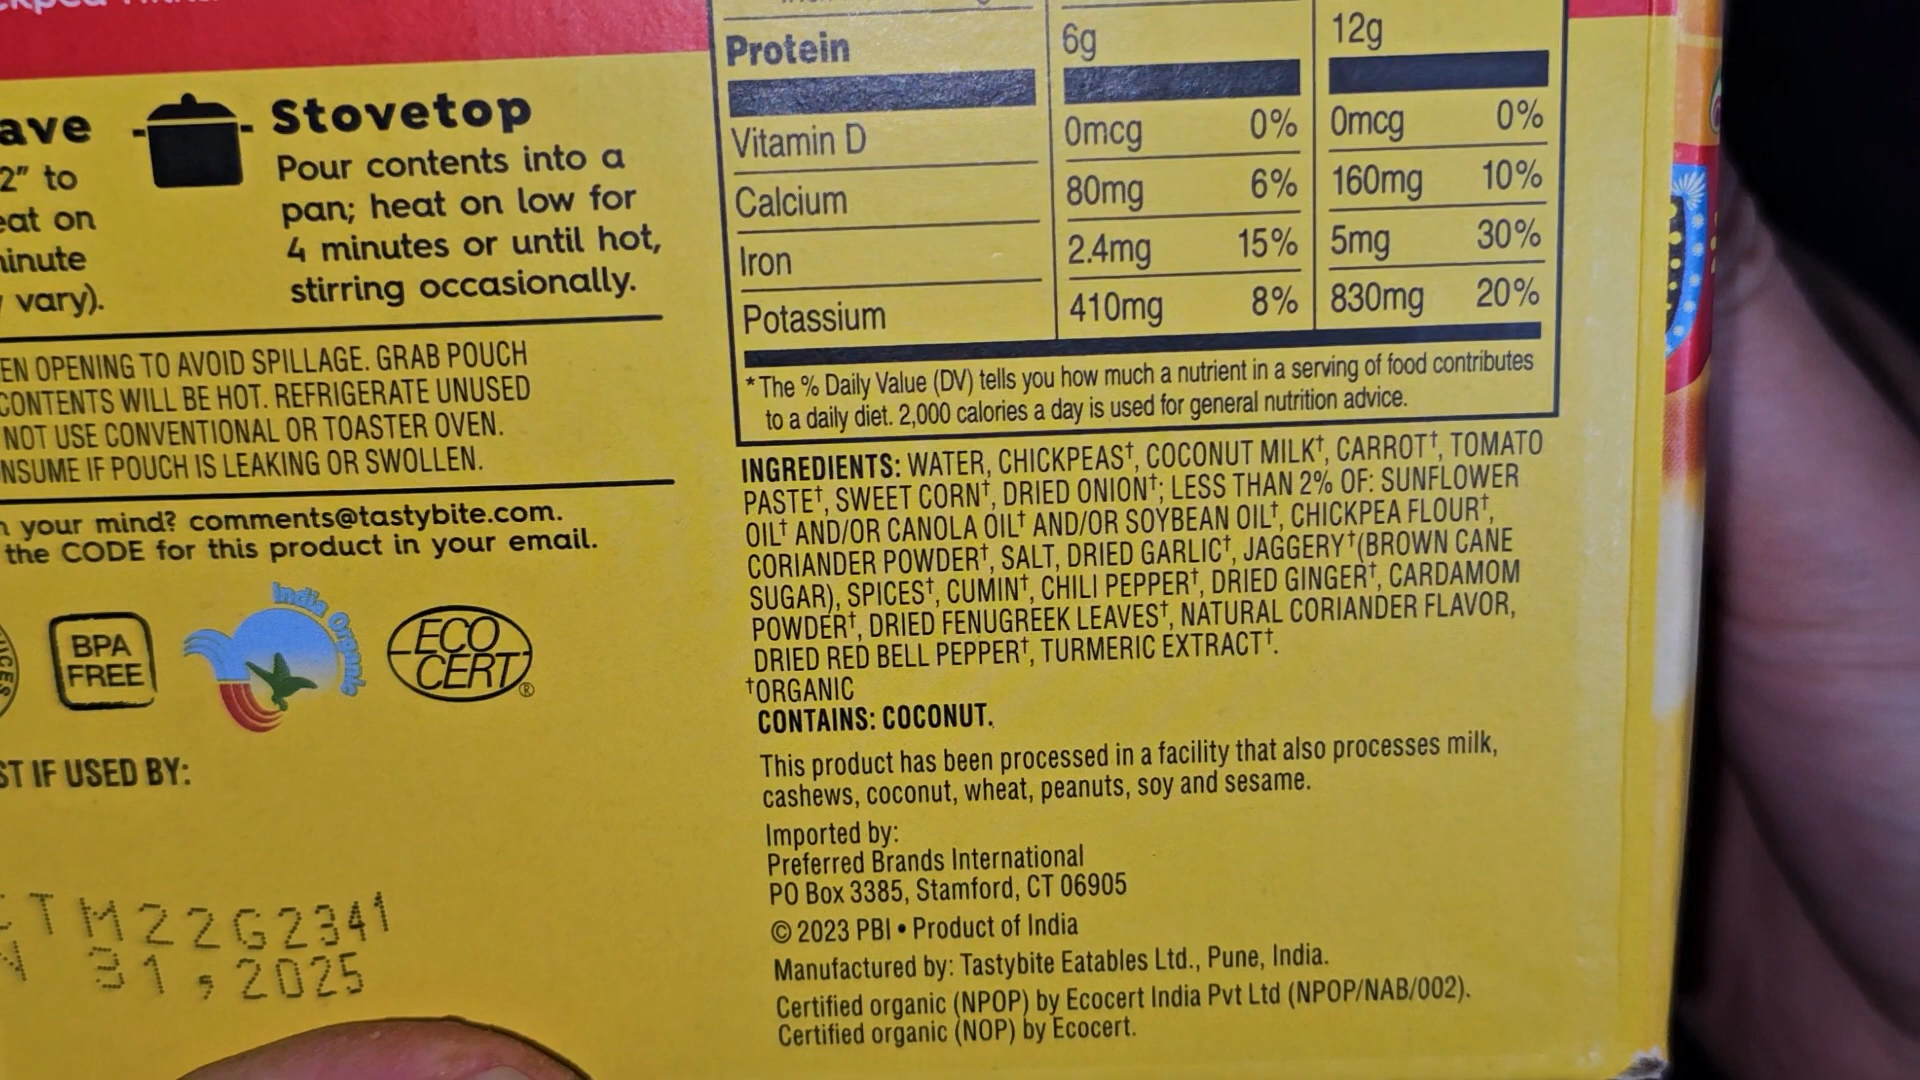 Protein 6g 12g
Vitamin D 0mcg 0% 0mcg 0%
Calcium 80mg 6% 160mg 10%
Iron 2.4mg 15% 5mg 30%
Potassium 410mg 8% 830mg 20%
*The % Daily Value (DV) tells you how much a nutrient in a serving of food contributes
to a daily diet. 2,000 calories a day is used for general nutrition advice.
Stovetop
Pour contents into a
pan; heat on low for
4 minutes or until hot,
stirring occasionally.
2" to
on
vary).
OPENING TO AVOID SPILLAGE. GRAB POUCH
CONTENTS WILL BE HOT. REFRIGERATE UNUSED
NOT USE CONVENTIONAL OR TOASTER OVEN.
IF POUCH IS LEAKING OR SWOLLEN.
your mind? comments@tastybite.com.
the CODE for this product in your email.
BPA
FREE
India Organic
ECO
CERT®
IF USED BY:
TM22G2341
31, 2025
INGREDIENTS: WATER, CHICKPEAS†, COCONUT MILK†, CARROT†, TOMATO
PASTE†, SWEET CORN†, DRIED ONION†; LESS THAN 2% OF: SUNFLOWER
OIL† AND/OR CANOLA OIL† AND/OR SOYBEAN OIL†, CHICKPEA FLOUR†,
CORIANDER POWDER†, SALT, DRIED GARLIC†, JAGGERY†(BROWN CANE
SUGAR), SPICES†, CUMIN†, CHILI PEPPER†, DRIED GINGER†, CARDAMOM
POWDER†, DRIED FENUGREEK LEAVES†, NATURAL CORIANDER FLAVOR,
DRIED RED BELL PEPPER†, TURMERIC EXTRACT†.
†ORGANIC
CONTAINS: COCONUT.
This product has been processed in a facility that also processes milk,
cashews, coconut, wheat, peanuts, soy and sesame.
Imported by:
Preferred Brands International
PO Box 3385, Stamford, CT 06905
© 2023 PBI • Product of India
Manufactured by: Tastybite Eatables Ltd., Pune, India.
Certified organic (NPOP) by Ecocert India Pvt Ltd (NPOP/NAB/002).
Certified organic (NOP) by Ecocert.